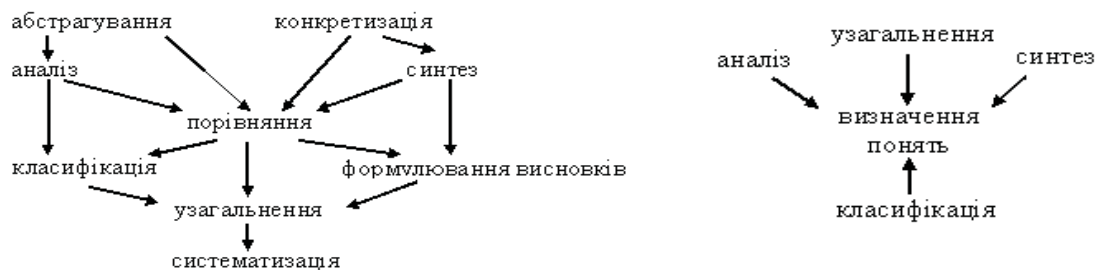 абстрагування
конкретизація
аналіз
синтез
порівняння
класифікація
формулювання висновків
узагальнення
систематизація
узагальнення
аналіз
синтез
визначення
понять
класифікація